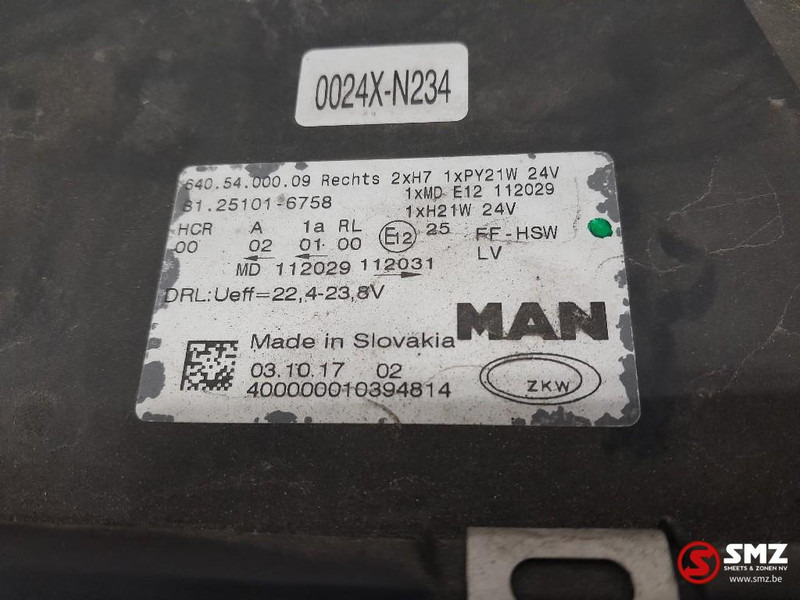 0024X-N234
640.54.000.09 Rechts 2xH7 1xPY21W 24V
1xMD E12 112029
81.25101-6758
1xH21W 24V
HCR A 1a RL E12 25 FF-HSW
00 02 01 00 LV
MD 112029 112031
DRL:Ueff=22,4-23,8V
MAN
Made in Slovakia
03.10.17 02
ZKW
400000010394814
SMZ
SHEETS & ZONEN NV
www.smz.be